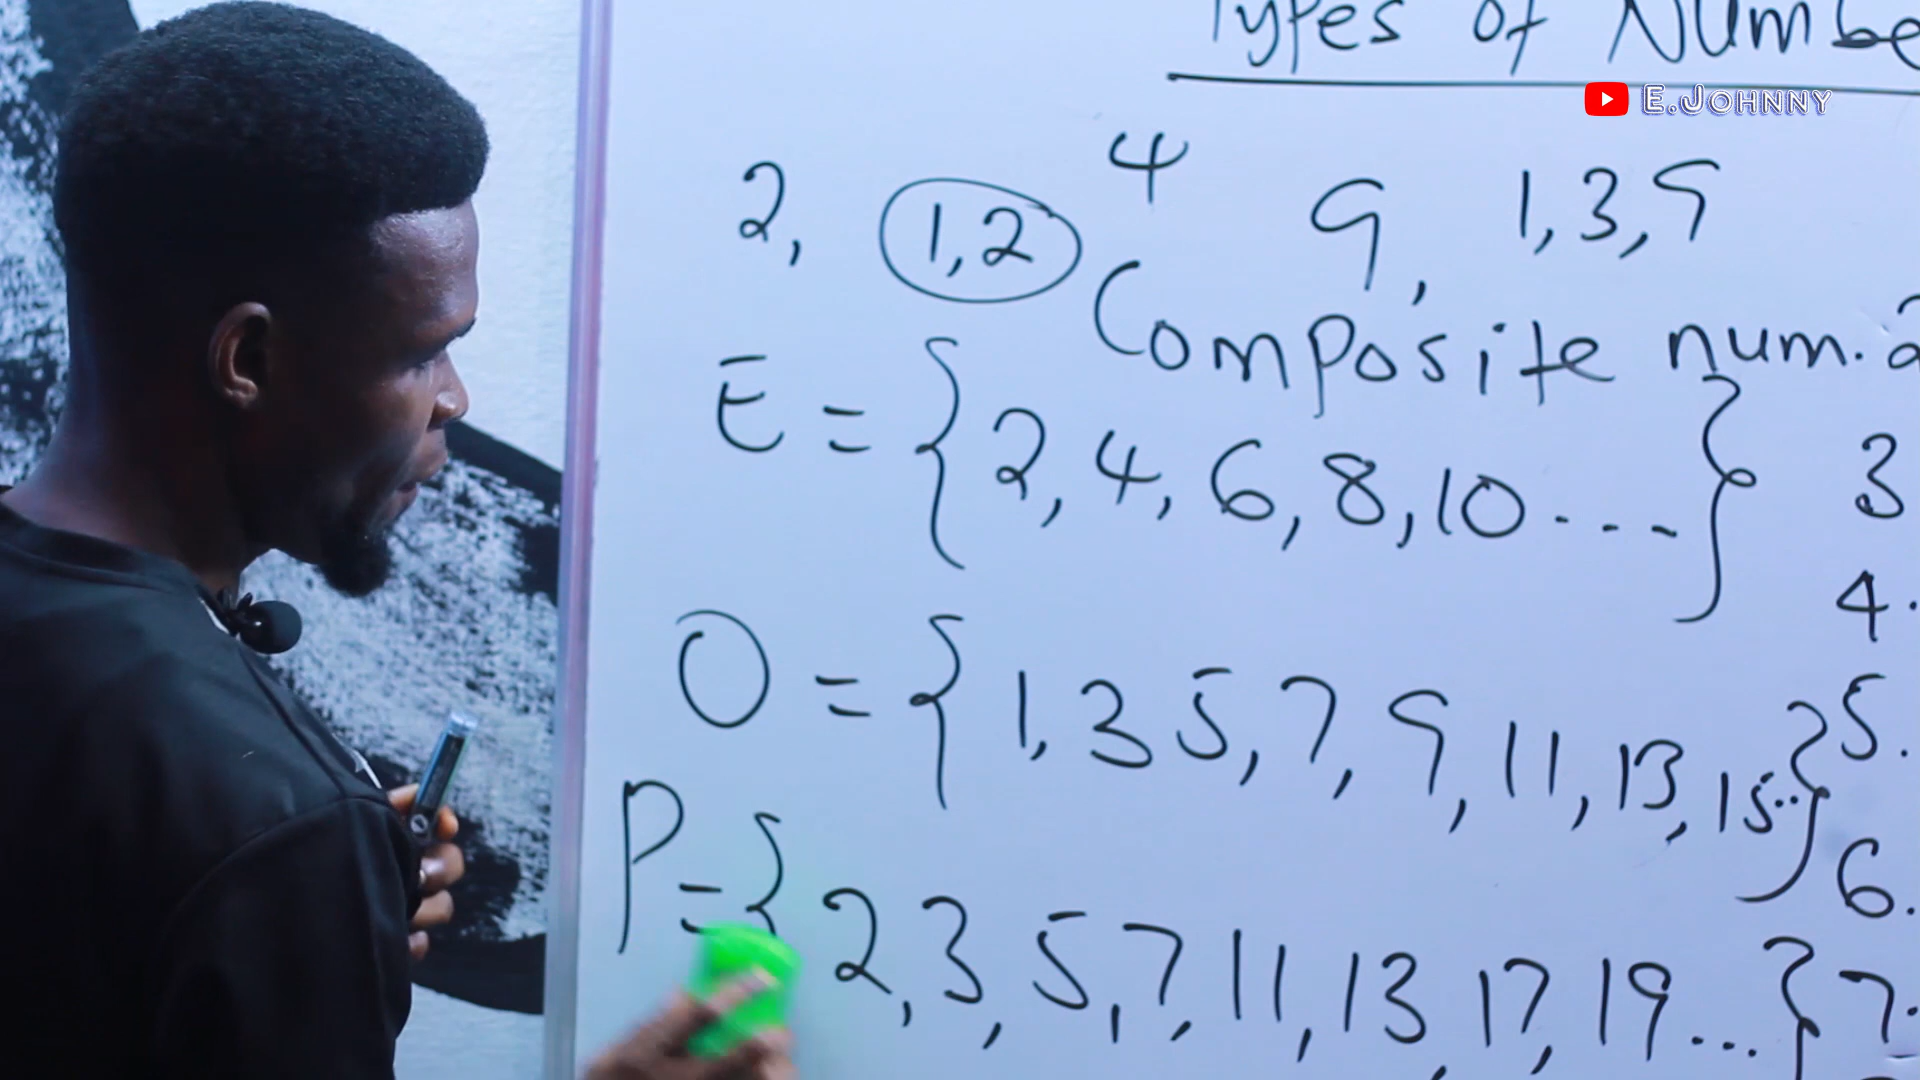 Types of Numbe
E.JOHNNY
4
2, 1,2 9, 1,3,9
Composite num. 2
E = {2,4,6,8,10...}
3
4.
O = {1,3 5,7,9,11,13,15..}
5.
6.
P = {2,3,5,7,11,13,17,19...}
7.